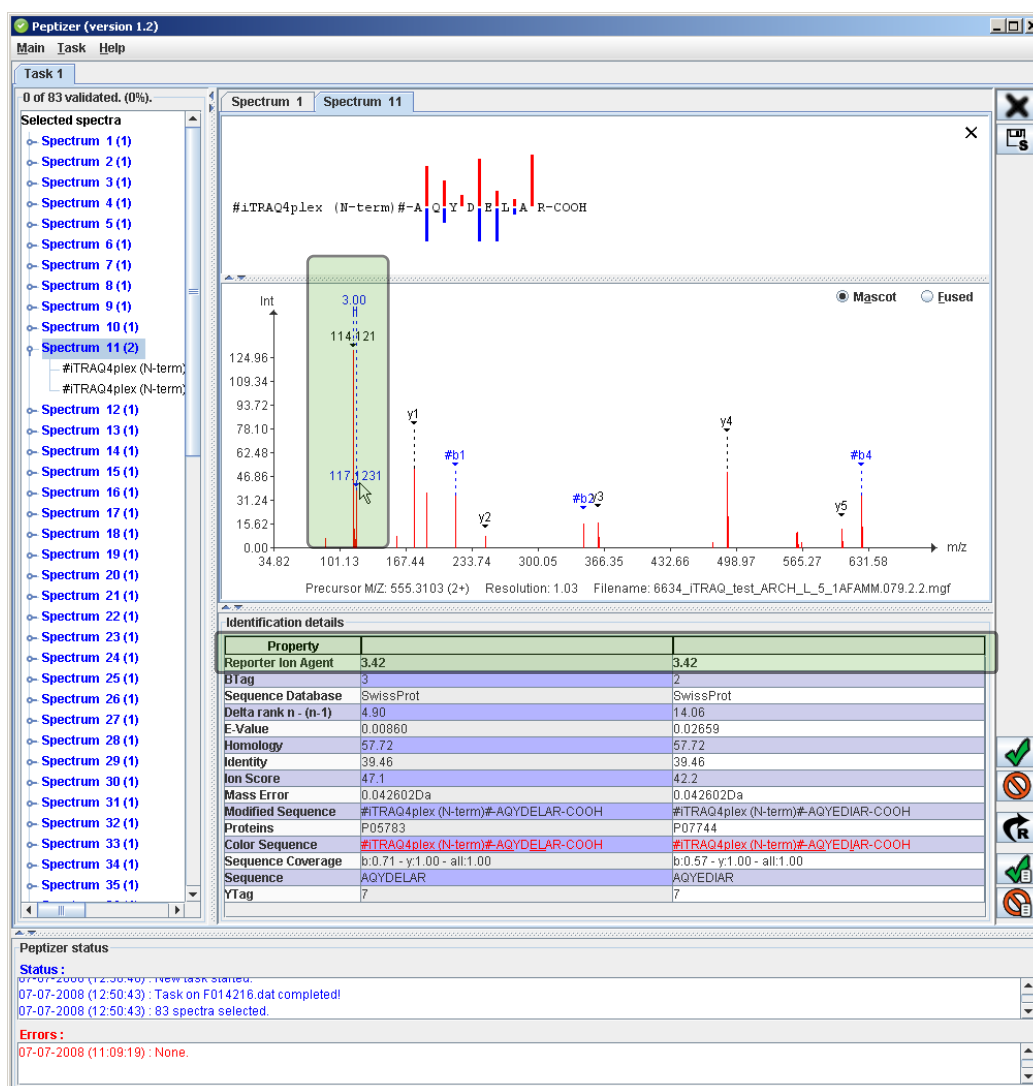 Peptizer (version 1.2)
Main Task Help
Task 1
0 of 83 validated. (0%).
Selected spectra
Spectrum 1 (1)
Spectrum 2 (1)
Spectrum 3 (1)
Spectrum 4 (1)
Spectrum 5 (1)
Spectrum 6 (1)
Spectrum 7 (1)
Spectrum 8 (1)
Spectrum 9 (1)
Spectrum 10 (1)
Spectrum 11 (2)
#iTRAQ4plex (N-term)
#iTRAQ4plex (N-term)
Spectrum 12 (1)
Spectrum 13 (1)
Spectrum 14 (1)
Spectrum 15 (1)
Spectrum 16 (1)
Spectrum 17 (1)
Spectrum 18 (1)
Spectrum 19 (1)
Spectrum 20 (1)
Spectrum 21 (1)
Spectrum 22 (1)
Spectrum 23 (1)
Spectrum 24 (1)
Spectrum 25 (1)
Spectrum 26 (1)
Spectrum 27 (1)
Spectrum 28 (1)
Spectrum 29 (1)
Spectrum 30 (1)
Spectrum 31 (1)
Spectrum 32 (1)
Spectrum 33 (1)
Spectrum 34 (1)
Spectrum 35 (1)
Spectrum 1 Spectrum 11
#iTRAQ4plex (N-term)#-A Q Y D E L A R-COOH
Int
Mascot Fused
3.00
114.121
124.96
109.34
93.72
78.10
62.48
46.86
31.24
15.62
0.00
117.1231
y1
#b1
y2
#b2
y3
y4
y5
#b4
34.82 101.13 167.44 233.74 300.05 366.35 432.66 498.97 565.27 631.58
m/z
Precursor M/Z: 555.3103 (2+) Resolution: 1.03 Filename: 6634_iTRAQ_test_ARCH_L_5_1AFAMM.079.2.2.mgf
Identification details
Property
Reporter Ion Agent 3.42 3.42
BTag 3 2
Sequence Database SwissProt SwissProt
Delta rank n - (n-1) 4.90 14.06
E-Value 0.00860 0.02659
Homology 57.72 57.72
Identity 39.46 39.46
Ion Score 47.1 42.2
Mass Error 0.042602Da 0.042602Da
Modified Sequence #iTRAQ4plex (N-term)#-AQYDELAR-COOH #iTRAQ4plex (N-term)#-AQYEDIAR-COOH
Proteins P05783 P07744
Color Sequence #iTRAQ4plex (N-term)#-AQYDELAR-COOH #iTRAQ4plex (N-term)#-AQYEDIAR-COOH
Sequence Coverage b:0.71 - y:1.00 - all:1.00 b:0.57 - y:1.00 - all:1.00
Sequence AQYDELAR AQYEDIAR
YTag 7 7
S
R
Peptizer status
Status :
07-07-2008 (12:50:43) : Task on F014216.dat completed!
07-07-2008 (12:50:43) : 83 spectra selected.
Errors :
07-07-2008 (11:09:19) : None.